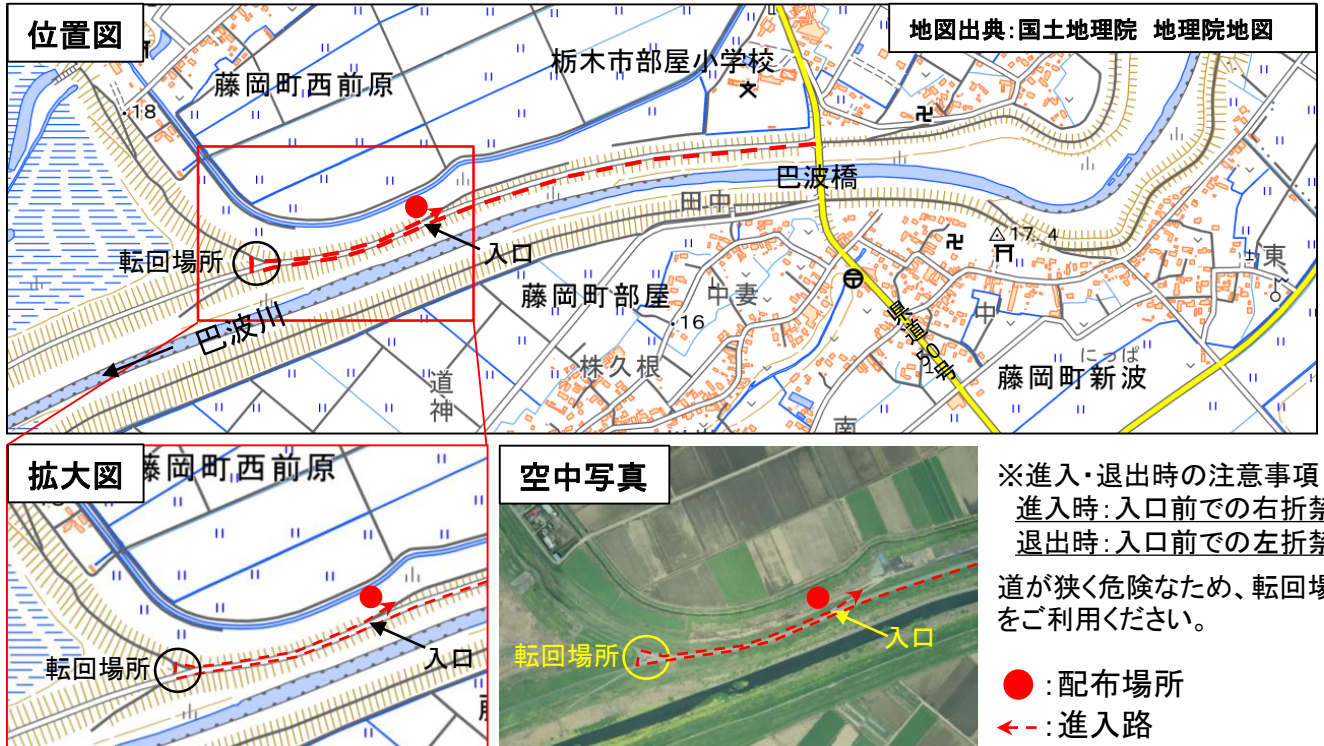 位置図
地図出典：国土地理院 地理院地図
栃木市部屋小学校
藤岡町西前原
・18
巴波橋
田中
17.4
東
転回場所
入口
藤岡町部屋
中妻
・16
中
県道50号
にっぱ
藤岡町新波
巴波川
株久根
道神
南
拡大図
藤岡町西前原
転回場所
入口
空中写真
転回場所
入口
※進入・退出時の注意事項
進入時：入口前での右折禁
退出時：入口前での左折禁
道が狭く危険なため、転回場
をご利用ください。
：配布場所
：進入路